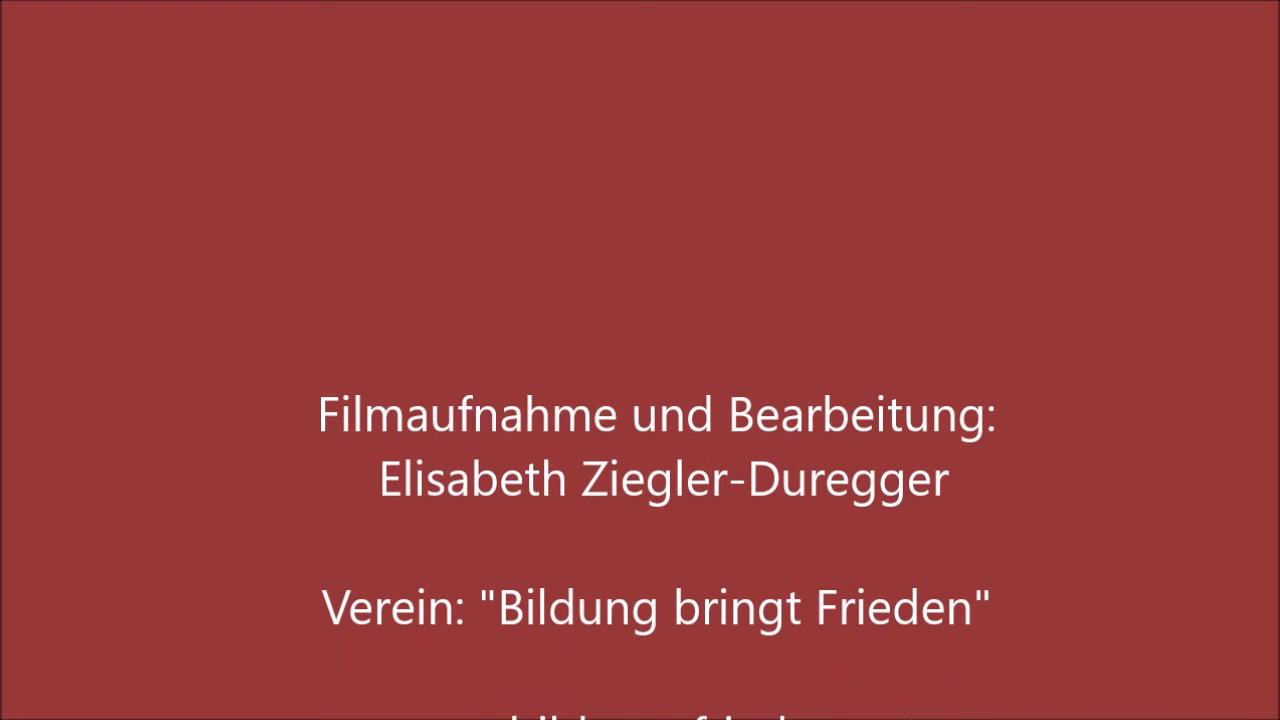 Filmaufnahme und Bearbeitung:
Elisabeth Ziegler-Duregger
Verein: "Bildung bringt Frieden"